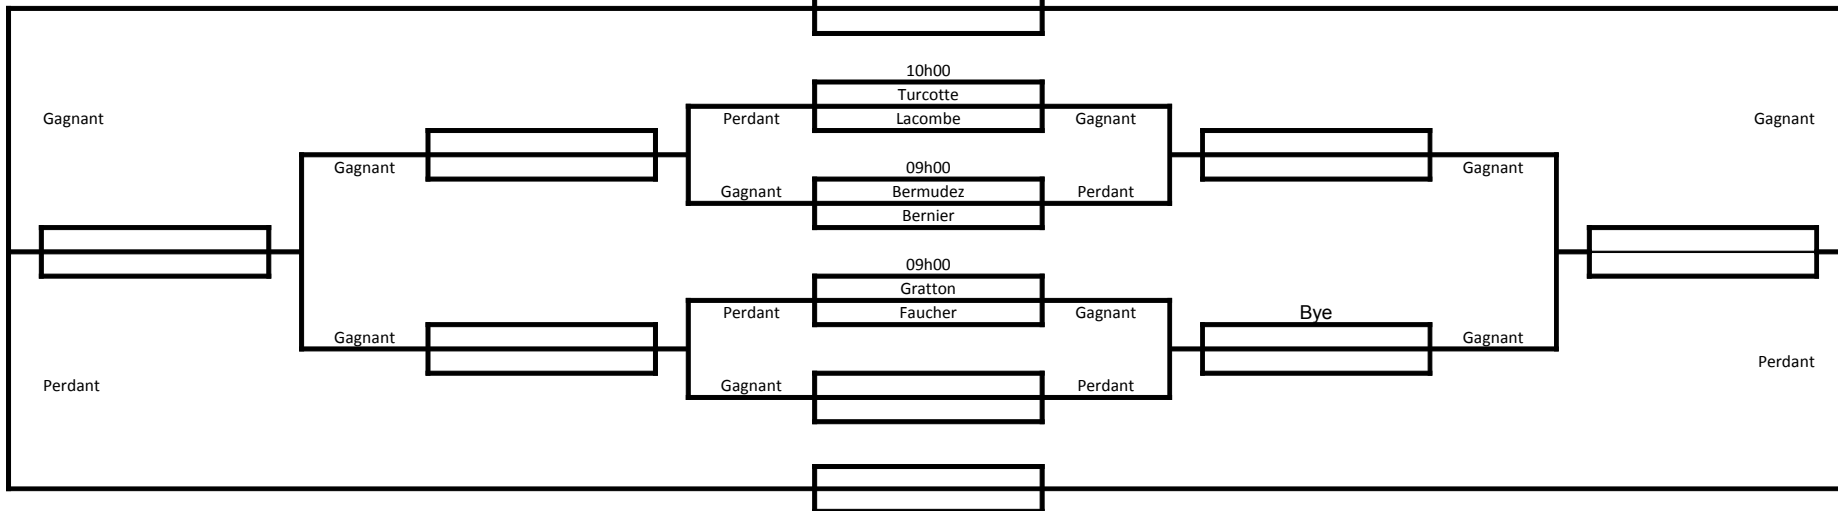 10h00
Turcotte
Gagnant Perdant Lacombe Gagnant Gagnant
Gagnant Gagnant
09h00
Gagnant Bermudez Perdant
Bernier
09h00
Gratton
Perdant Faucher Gagnant Bye
Gagnant Gagnant
Perdant
Perdant Gagnant Perdant